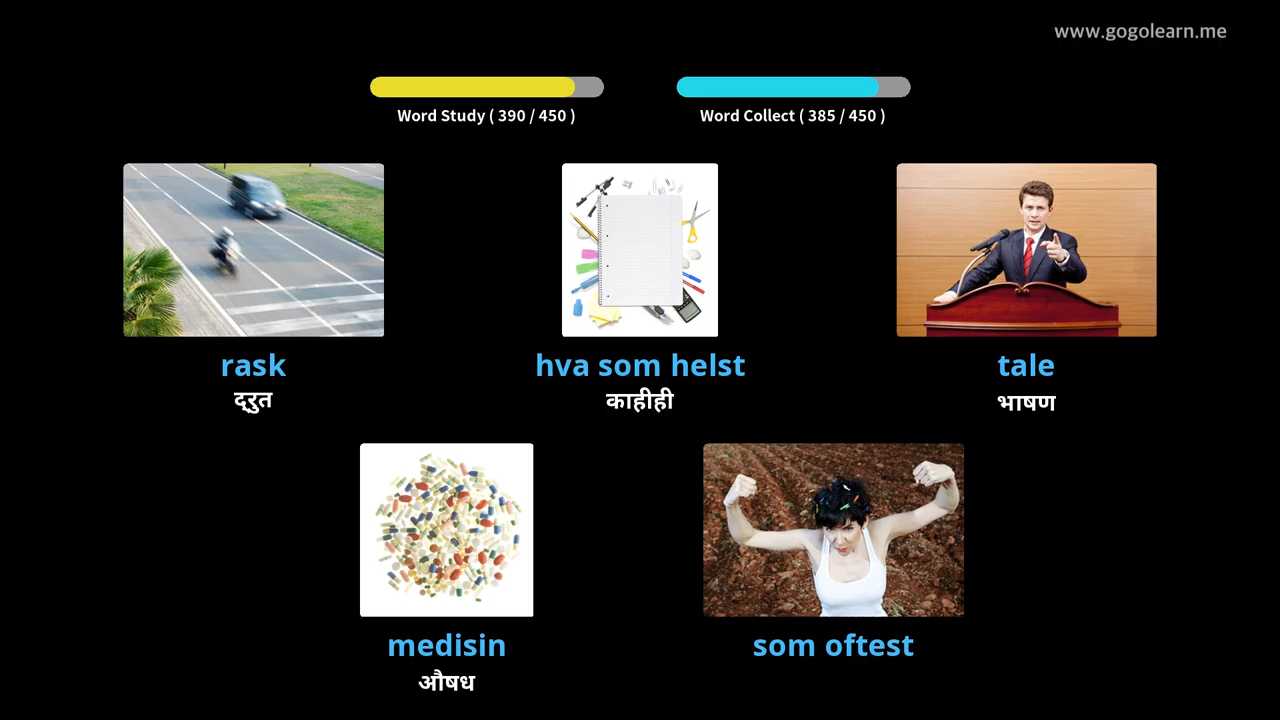 www.gogolearn.me
Word Study ( 390 / 450 )
Word Collect ( 385 / 450 )
rask
द्रुत
hva som helst
काहीही
tale
भाषण
medisin
औषध
som oftest